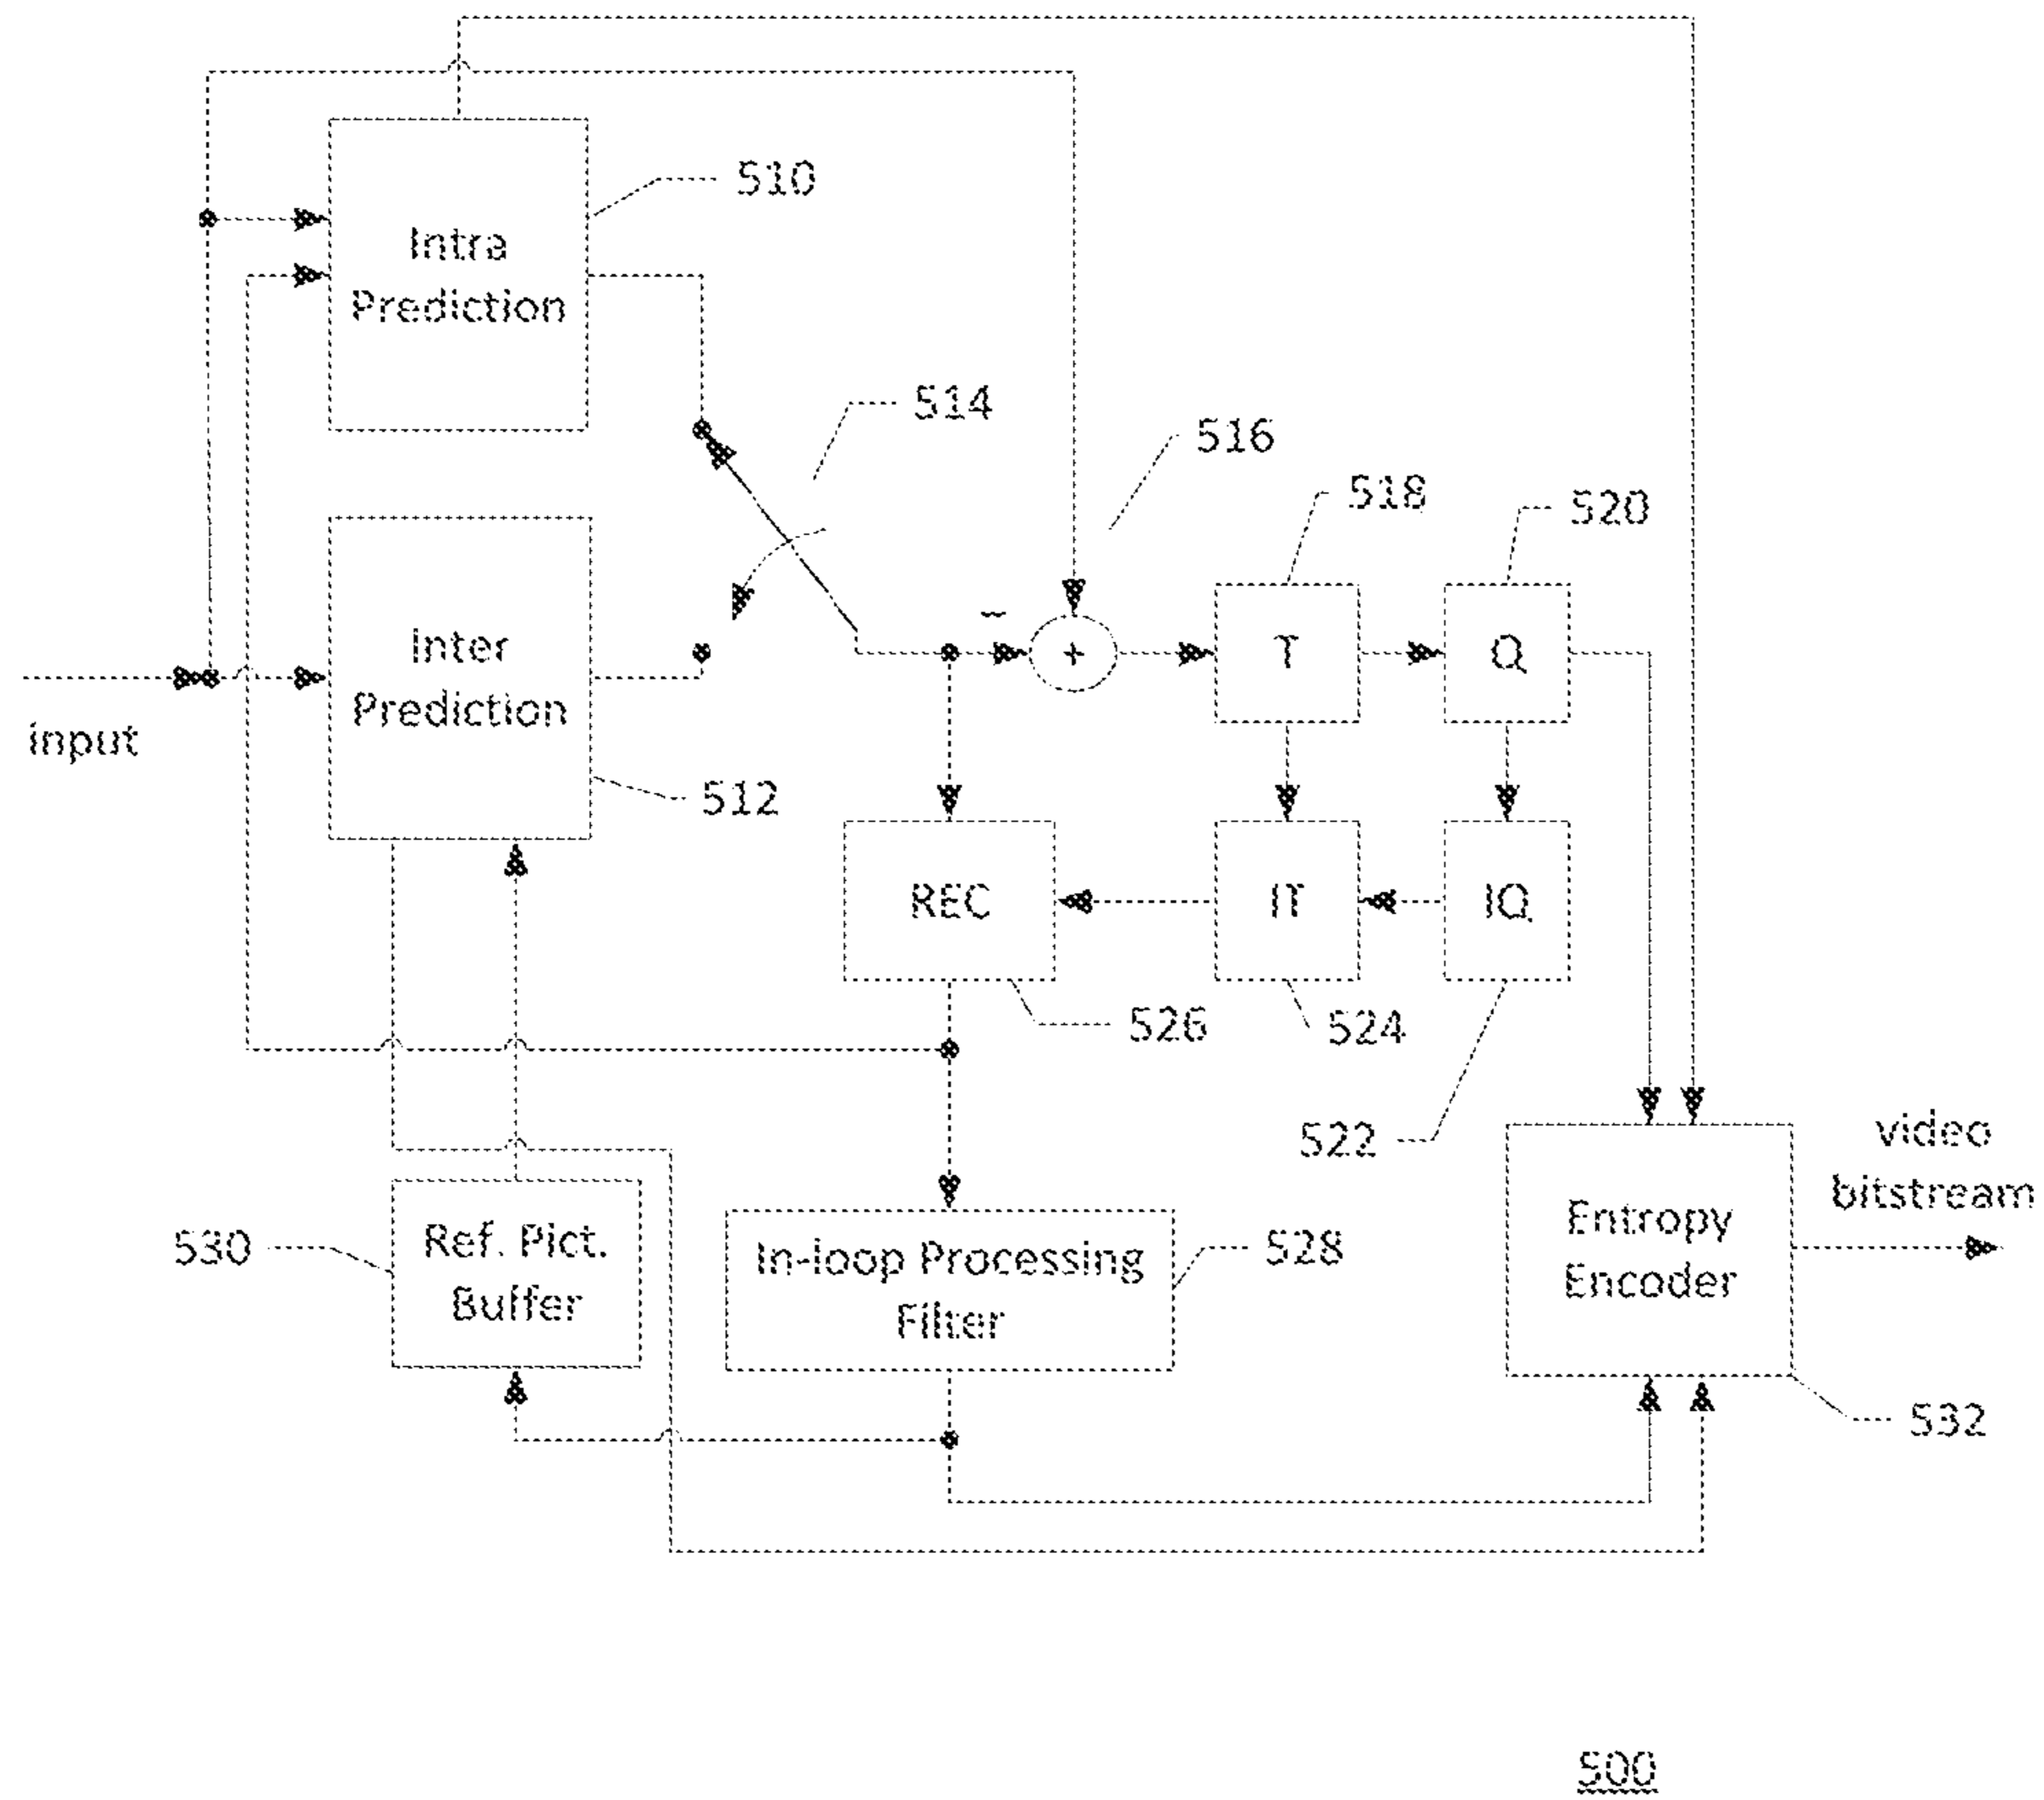 510
Intra
Prediction
514
516
518
520
Inter
Prediction
−
+
T
Q
input
512
REC
IT
IQ
526
524
522
video
bitstream
Entropy
Encoder
530
Ref. Pict.
Buffer
In-loop Processing
Filter
528
532
500